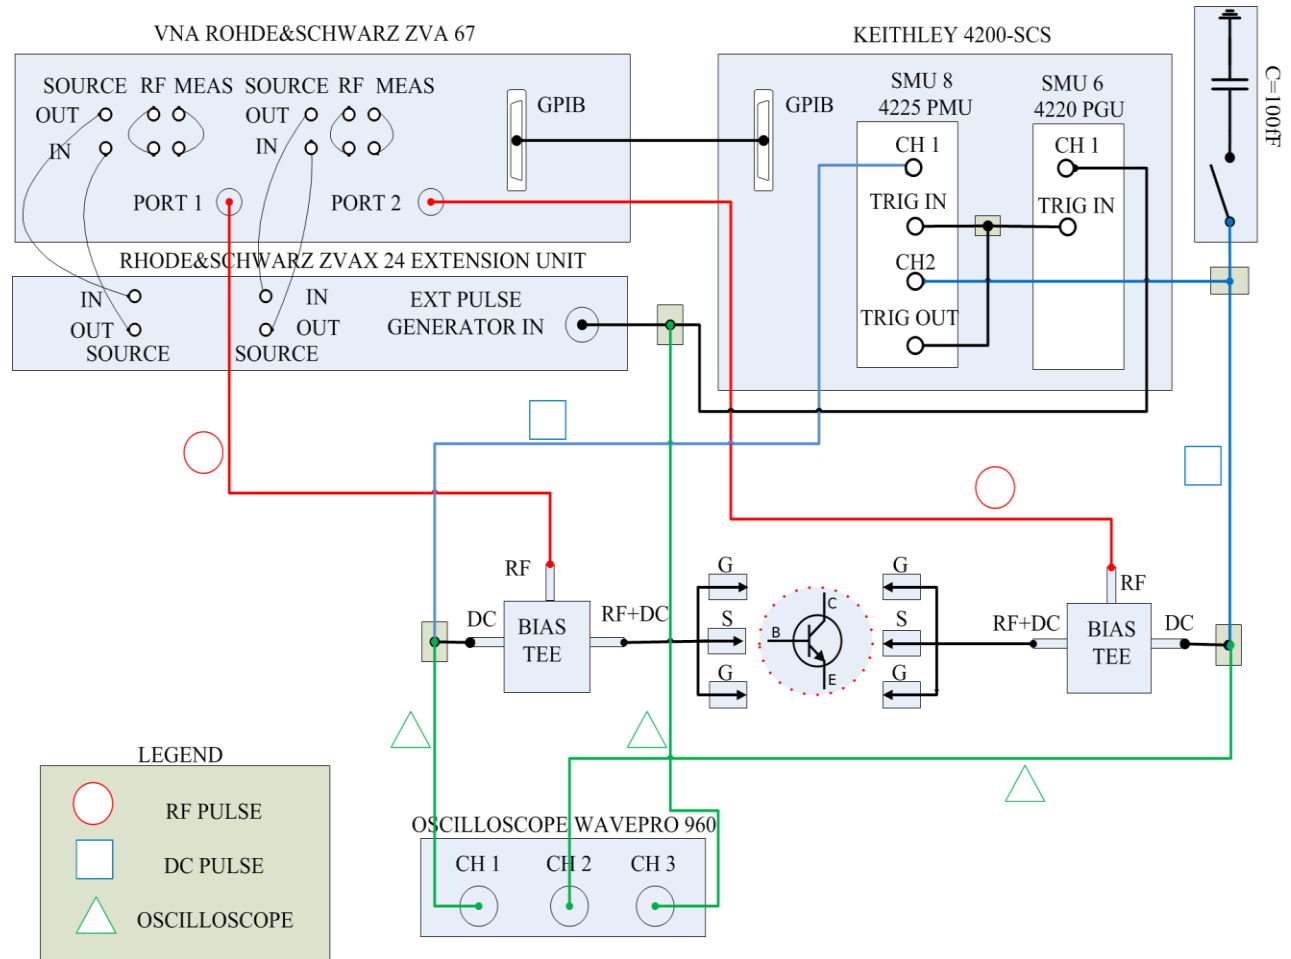 VNA ROHDE&SCHWARZ ZVA 67
SOURCE RF MEAS SOURCE RF MEAS
OUT OUT
IN IN
GPIB
PORT 1 PORT 2
KEITHLEY 4200-SCS
GPIB
SMU 8
4225 PMU
CH 1
TRIG IN
CH2
TRIG OUT
SMU 6
4220 PGU
CH 1
TRIG IN
C=100fF
RHODE&SCHWARZ ZVAX 24 EXTENSION UNIT
IN IN
OUT OUT
SOURCE SOURCE
EXT PULSE
GENERATOR IN
RF
DC
BIAS
TEE
RF+DC
G
S
G
B
C
E
G
S
G
RF+DC
RF
BIAS
TEE
DC
LEGEND
RF PULSE
DC PULSE
OSCILLOSCOPE
OSCILLOSCOPE WAVEPRO 960
CH 1 CH 2 CH 3